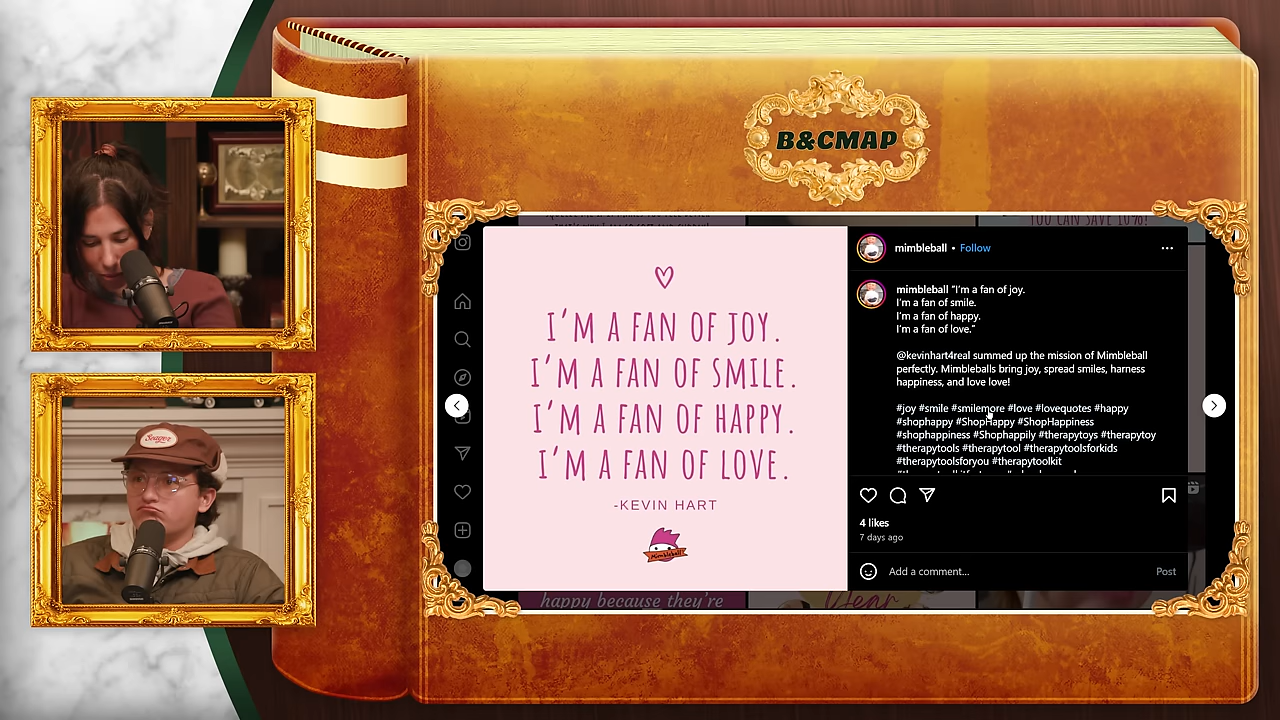 B&CMAP
YOU CAN SAVE 10%!
I'M A FAN OF JOY.
I'M A FAN OF SMILE.
I'M A FAN OF HAPPY.
I'M A FAN OF LOVE.
-KEVIN HART
Mimbleball
happy because they're
Dear
mimbleball • Follow
mimbleball "I'm a fan of joy.
I'm a fan of smile.
I'm a fan of happy.
I'm a fan of love."
@kevinhart4real summed up the mission of Mimbleball
perfectly. Mimbleballs bring joy, spread smiles, harness
happiness, and love love!
#joy #smile #smilemore #love #lovequotes #happy
#shophappy #ShopHappy #ShopHappiness
#shophappiness #Shophappily #therapytoys #therapytoy
#therapytools #therapytool #therapytoolsforkids
#therapytoolsforyou #therapytoolkit
4 likes
7 days ago
Add a comment... Post
Seager